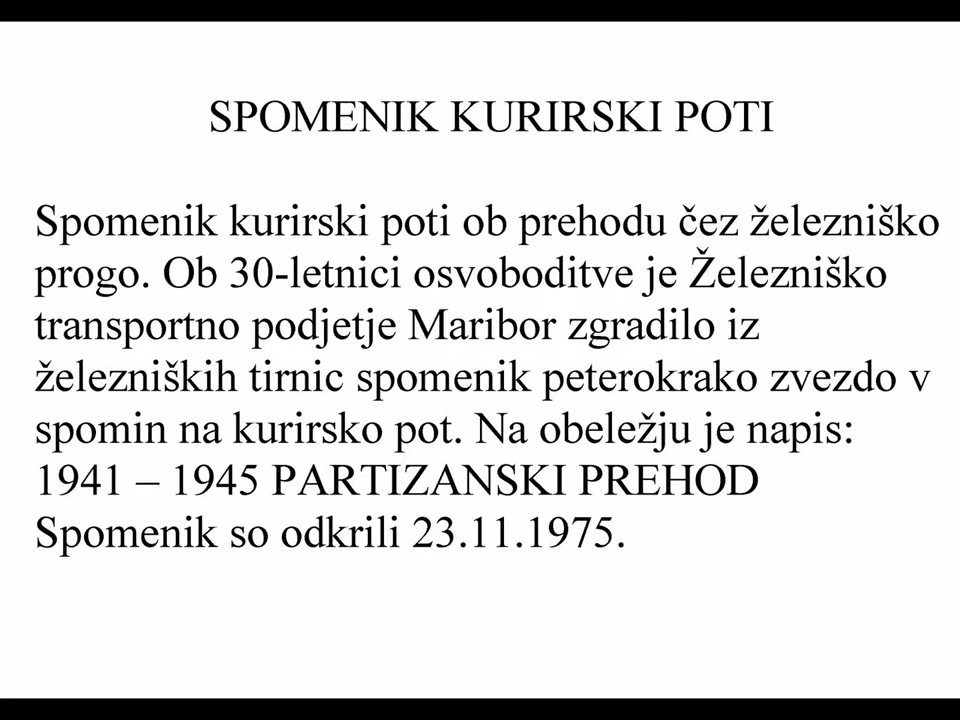 SPOMENIK KURIRSKI POTI
Spomenik kurirski poti ob prehodu čez železniško
progo. Ob 30-letnici osvoboditve je Železniško
transportno podjetje Maribor zgradilo iz
železniških tirnic spomenik peterokrako zvezdo v
spomin na kurirsko pot. Na obeležju je napis:
1941 – 1945 PARTIZANSKI PREHOD
Spomenik so odkrili 23.11.1975.